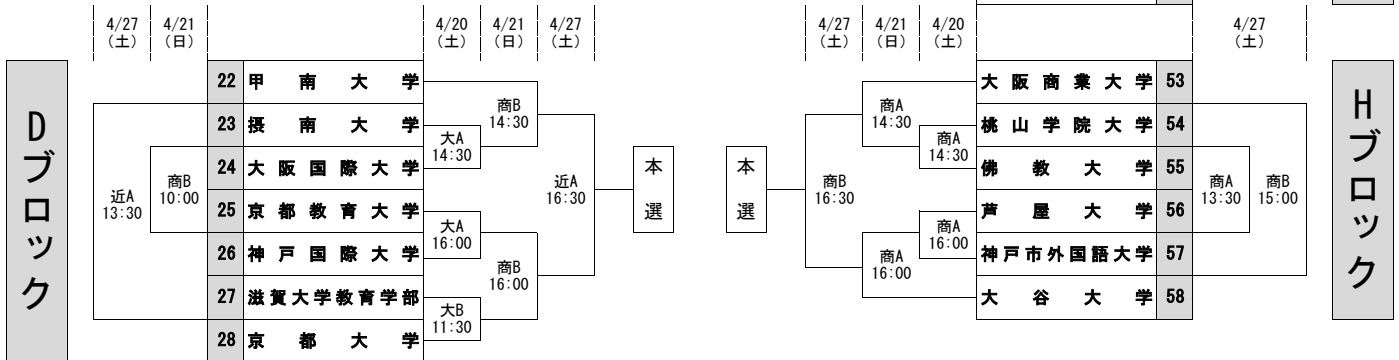 4/27 4/21 4/20 4/21 4/27
(土) (日) (土) (日) (土)
Dブロック
22 甲南大学
23 摂南大学
24 大阪国際大学
25 京都教育大学
26 神戸国際大学
27 滋賀大学教育学部
28 京都大学
近A
13:30
商B
10:00
大A
14:30
大A
16:00
大B
11:30
商B
14:30
商B
16:00
近A
16:30
本選
4/27 4/21 4/20 4/27
(土) (日) (土) (土)
本選
商B
16:30
商A
14:30
商A
16:00
商A
14:30
商A
16:00
大阪商業大学 53
桃山学院大学 54
佛教大学 55
芦屋大学 56
神戸市外国語大学 57
大谷大学 58
商A
13:30
商B
15:00
Hブロック